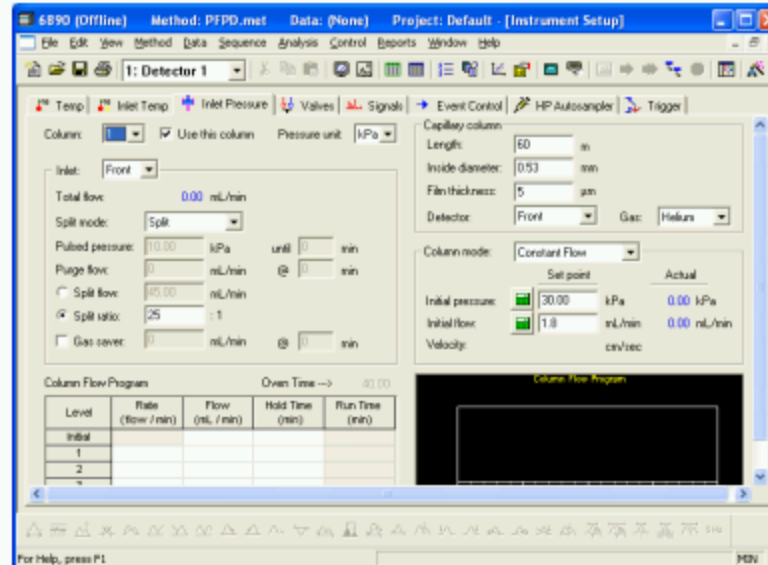 6890 (Offline) Method: PFPD.met Data: (None) Project: Default - [Instrument Setup]
File Edit View Method Data Sequence Analysis Control Reports Window Help
1: Detector 1
Temp Inlet Temp Inlet Pressure Valves Signals Event Control HP Autosampler Trigger
Column: 1 Use this column Pressure unit: kPa
Inlet: Front
Total flow: 0.00 mL/min
Split mode: Split
Pulsed pressure: 10.00 kPa until 0 min
Purge flow: 0 mL/min @ 0 min
Split flow: 45.00 mL/min
Split ratio: 25 : 1
Gas saver: 0 mL/min @ 0 min
Capillary column
Length: 60 m
Inside diameter: 0.53 mm
Film thickness: 5 µm
Detector: Front Gas: Helium
Column mode: Constant Flow
Set point Actual
Initial pressure: 30.00 kPa 0.00 kPa
Initial flow: 1.8 mL/min 0.00 mL/min
Velocity: cm/sec
Column Flow Program Oven Time --> 40.00
Level Rate (flow / min) Flow (mL / min) Hold Time (min) Run Time (min)
Initial
1
2
Column Flow Program
For Help, press F1
MIN